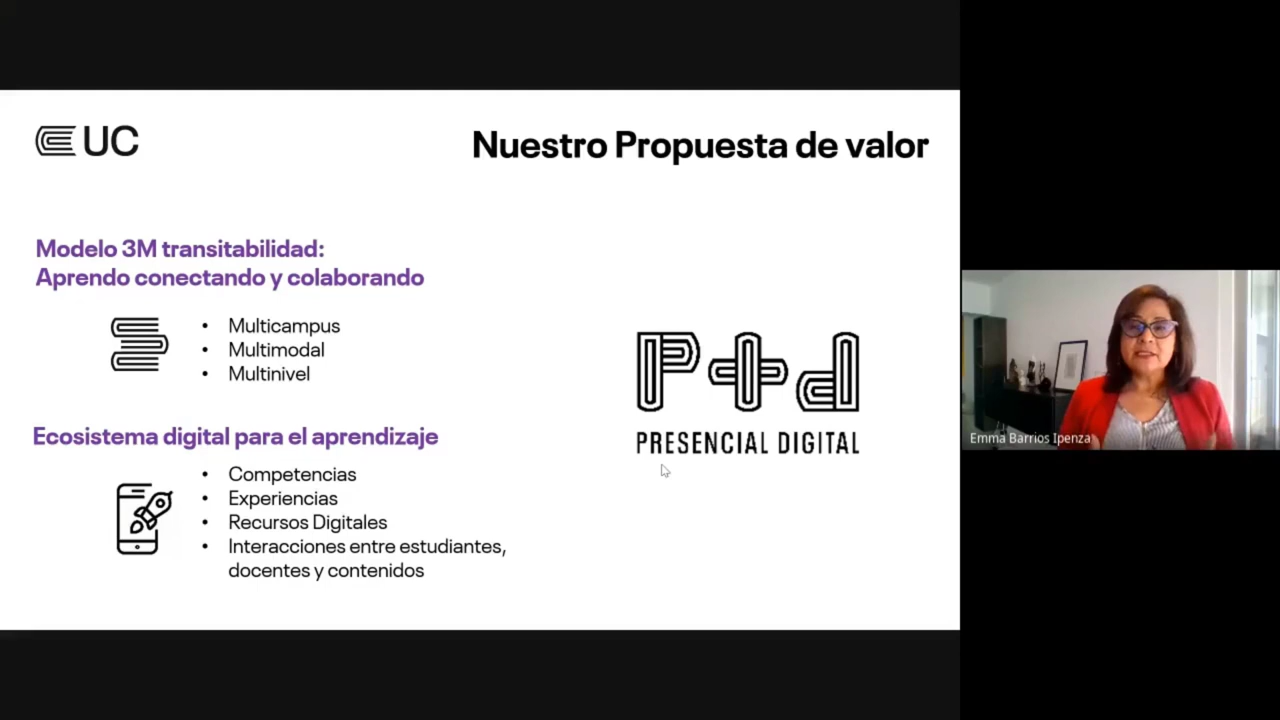 UC
Nuestro Propuesta de valor
Modelo 3M transitabilidad:
Aprendo conectando y colaborando
• Multicampus
• Multimodal
• Multinivel
Ecosistema digital para el aprendizaje
• Competencias
• Experiencias
• Recursos Digitales
• Interacciones entre estudiantes,
docentes y contenidos
P+d
PRESENCIAL DIGITAL
Emma Barrios Ipenza